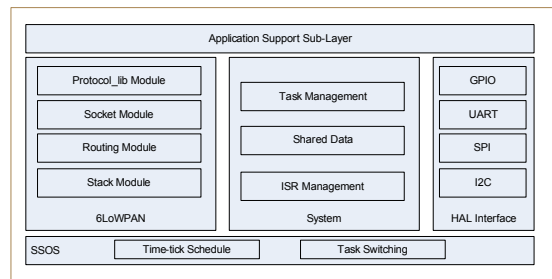 Application Support Sub-Layer
Protocol_lib Module
Socket Module
Routing Module
Stack Module
6LoWPAN
Task Management
Shared Data
ISR Management
System
GPIO
UART
SPI
I2C
HAL Interface
SSOS
Time-tick Schedule
Task Switching